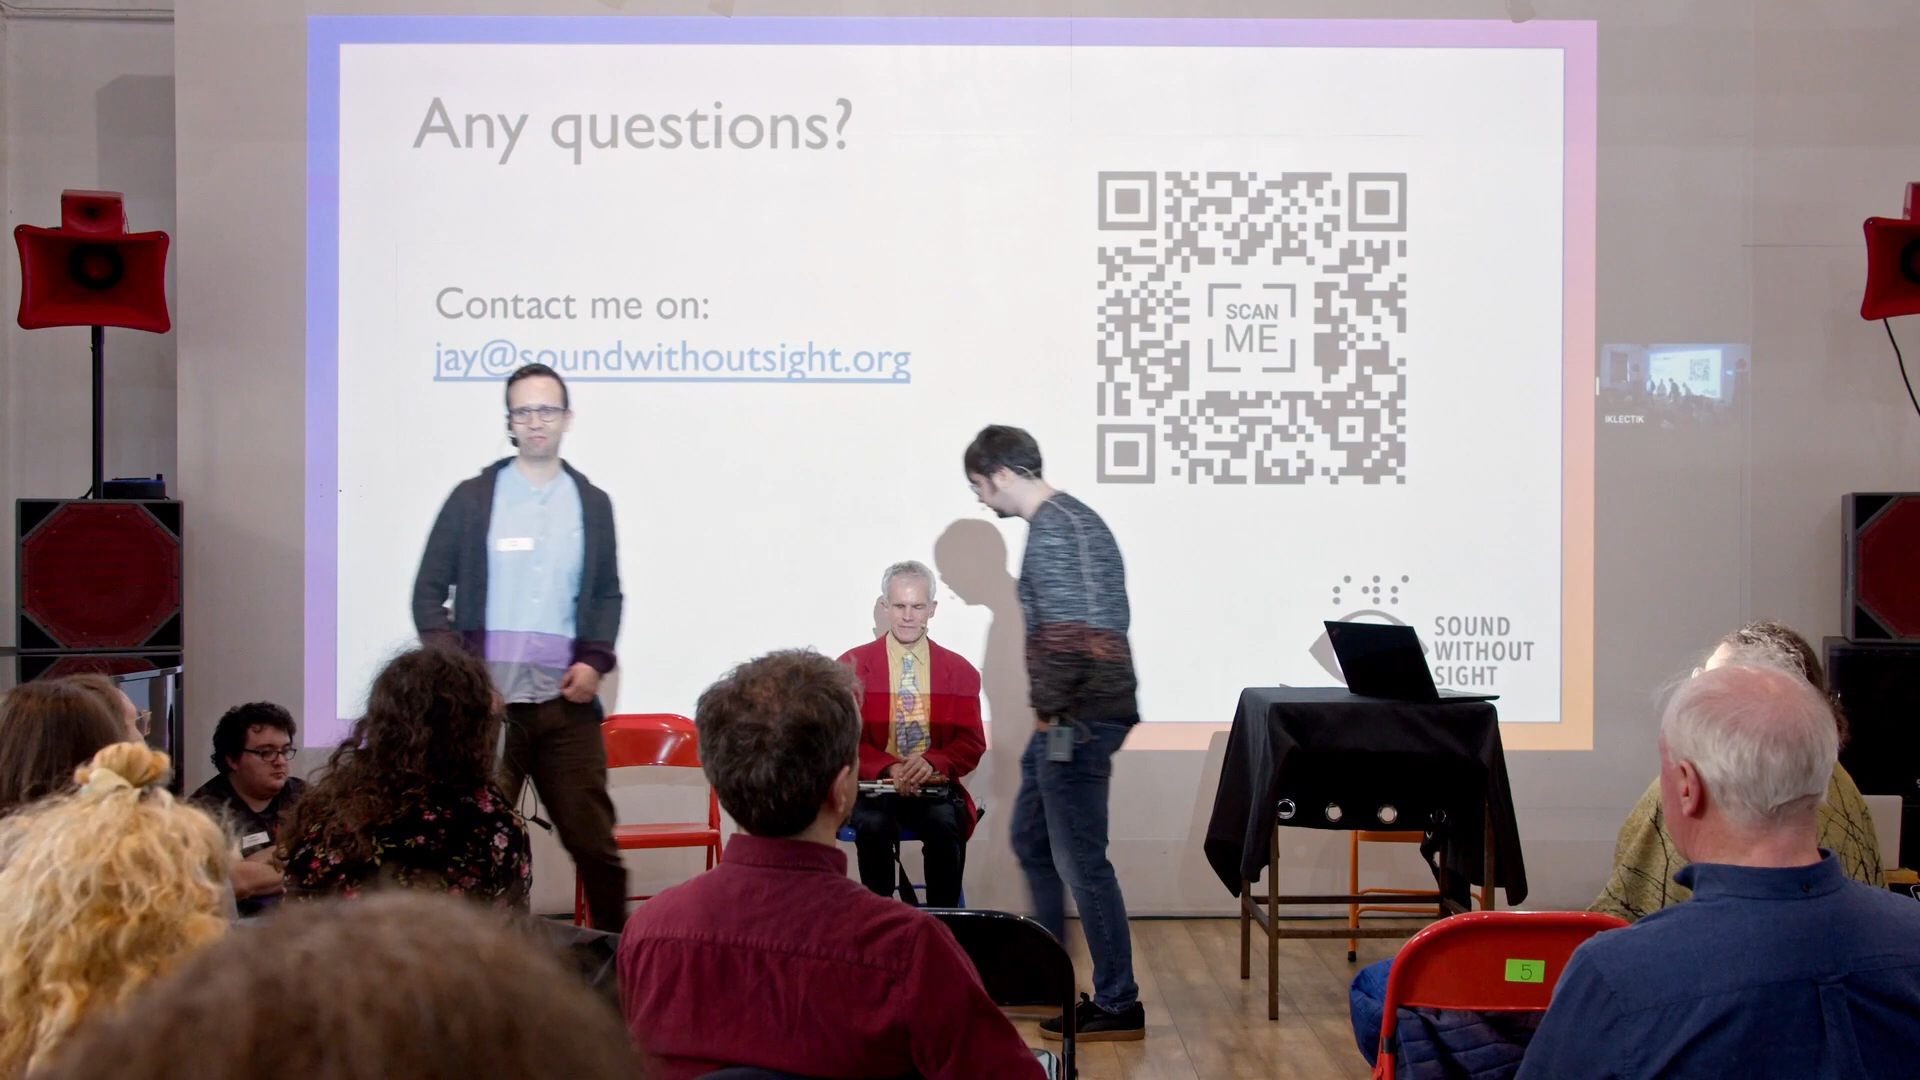 Any questions?
Contact me on:
jay@soundwithoutsight.org
SCAN
ME
IKLECTIK
SOUND
WITHOUT
SIGHT
5